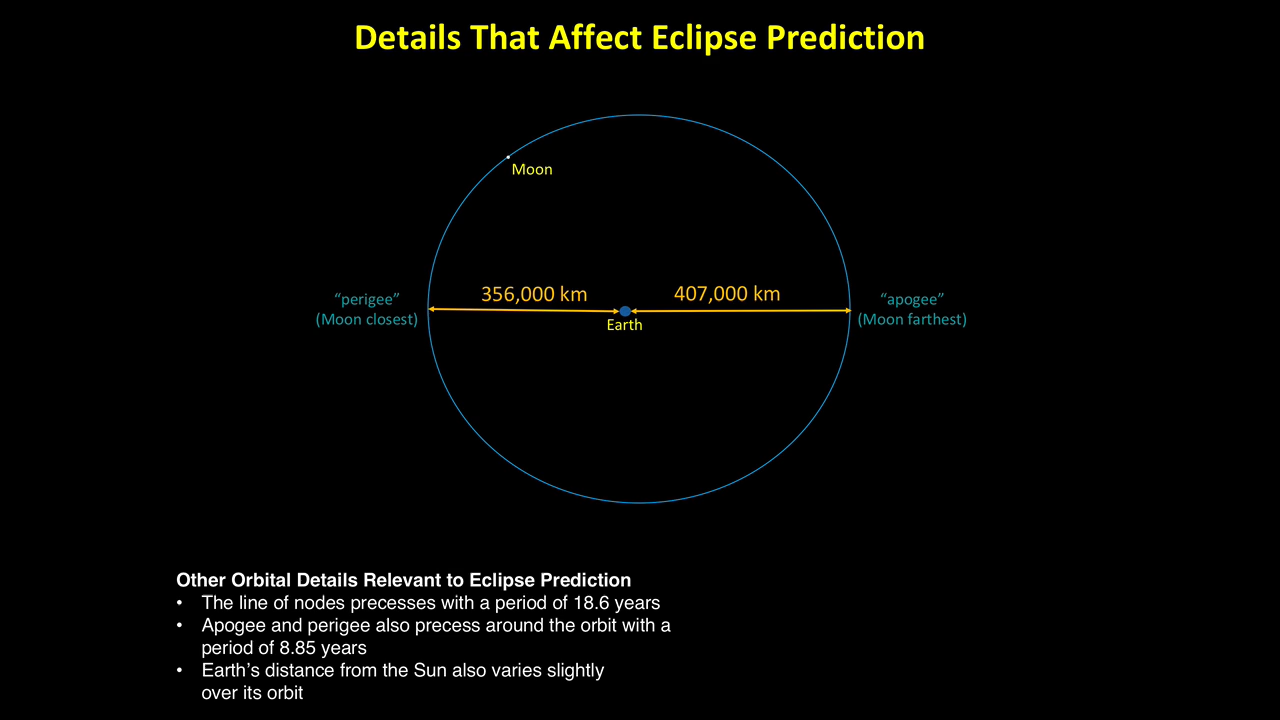 Details That Affect Eclipse Prediction
Moon
356,000 km
407,000 km
“perigee”
(Moon closest)
Earth
“apogee”
(Moon farthest)
Other Orbital Details Relevant to Eclipse Prediction
• The line of nodes precesses with a period of 18.6 years
• Apogee and perigee also precess around the orbit with a
period of 8.85 years
• Earth’s distance from the Sun also varies slightly
over its orbit